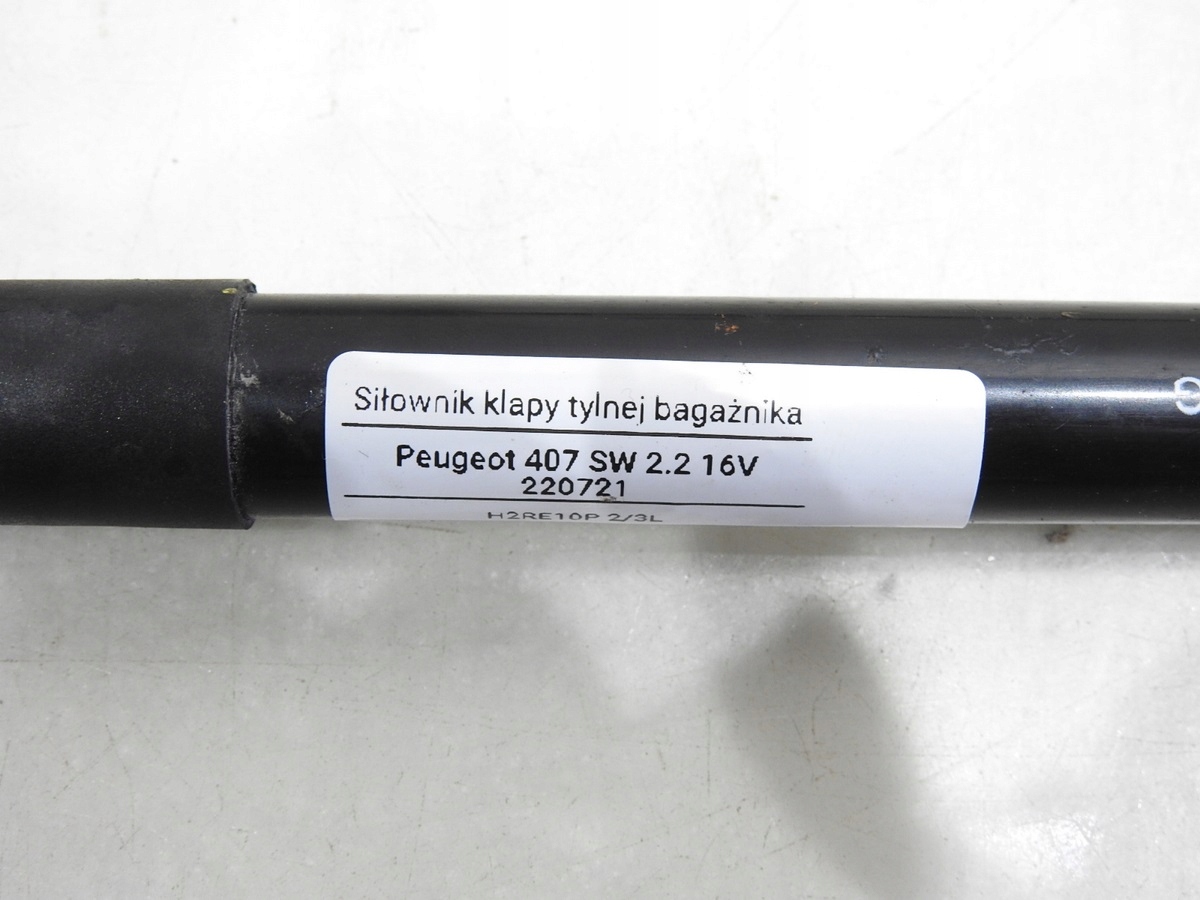 Siłownik klapy tylnej bagażnika
Peugeot 407 SW 2.2 16V
220721
H2RE10P 2/3L